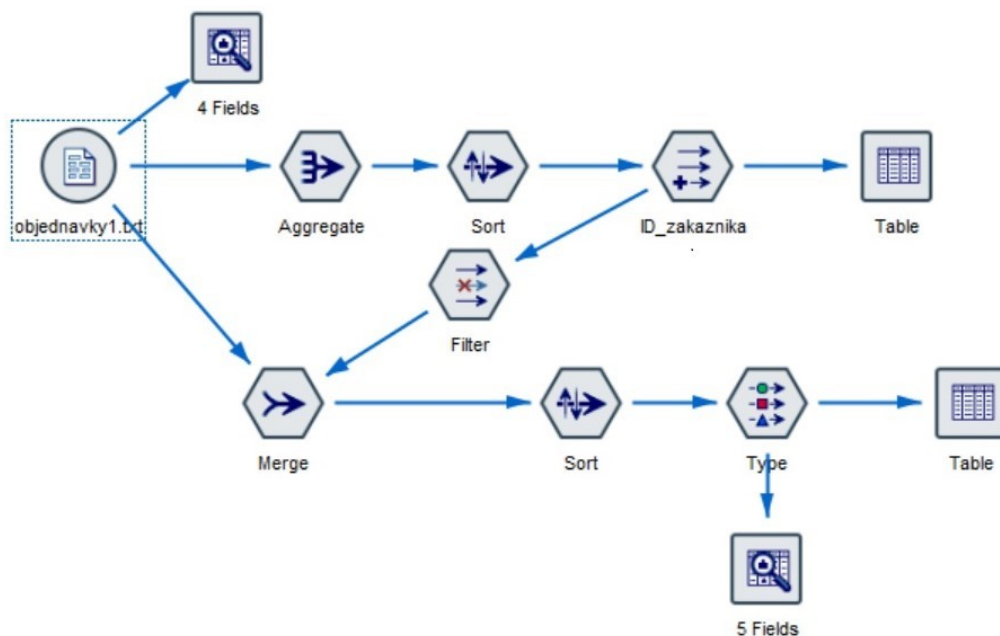 4 Fields
objednavky1.txt
Aggregate
Sort
ID_zakaznika
Table
Filter
Merge
Sort
Type
Table
5 Fields